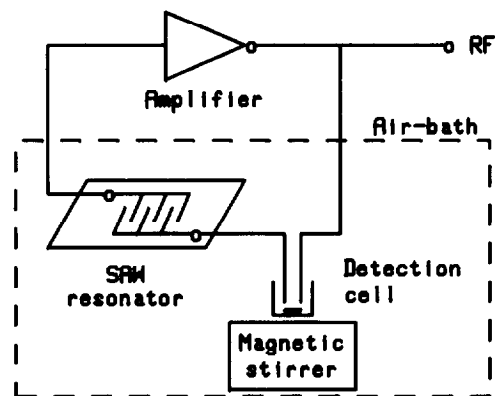 RF
Amplifier
Air-bath
SAW
resonator
Detection
cell
Magnetic
stirrer